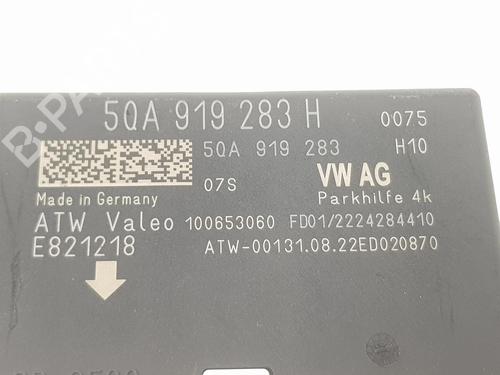 5QA 919 283 H 0075
5QA 919 283 H10
07S VW AG
Made in Germany Parkhilfe 4k
ATW Valeo 100653060 FD01/2224284410
E821218 ATW-00131.08.22ED020870
B-PARTS